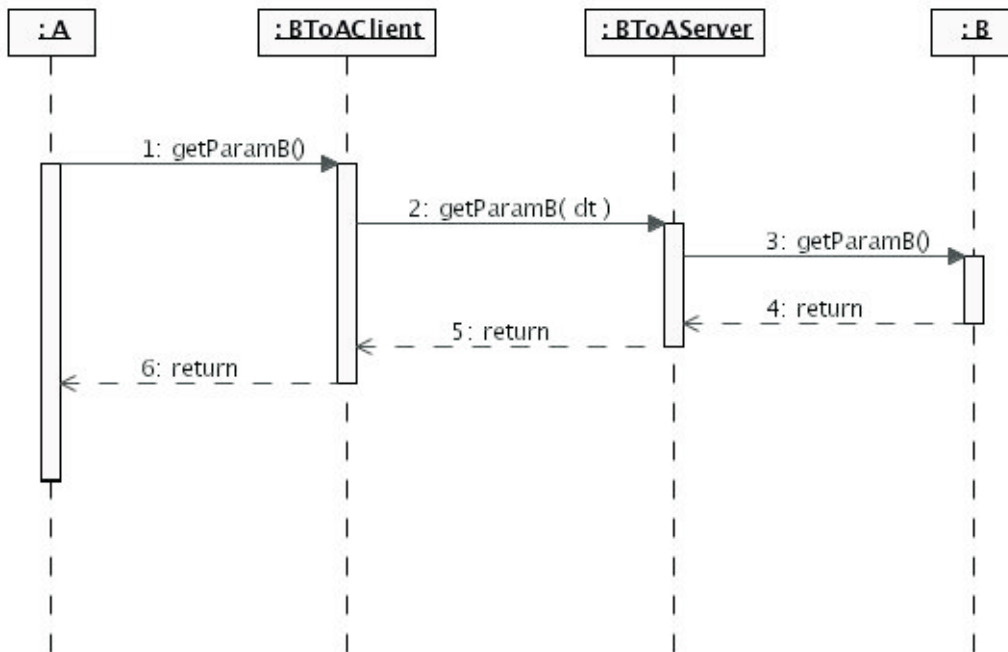 : A
: BToAClient
: BToAServer
: B
1: getParamB()
2: getParamB( dt )
3: getParamB()
4: return
5: return
6: return